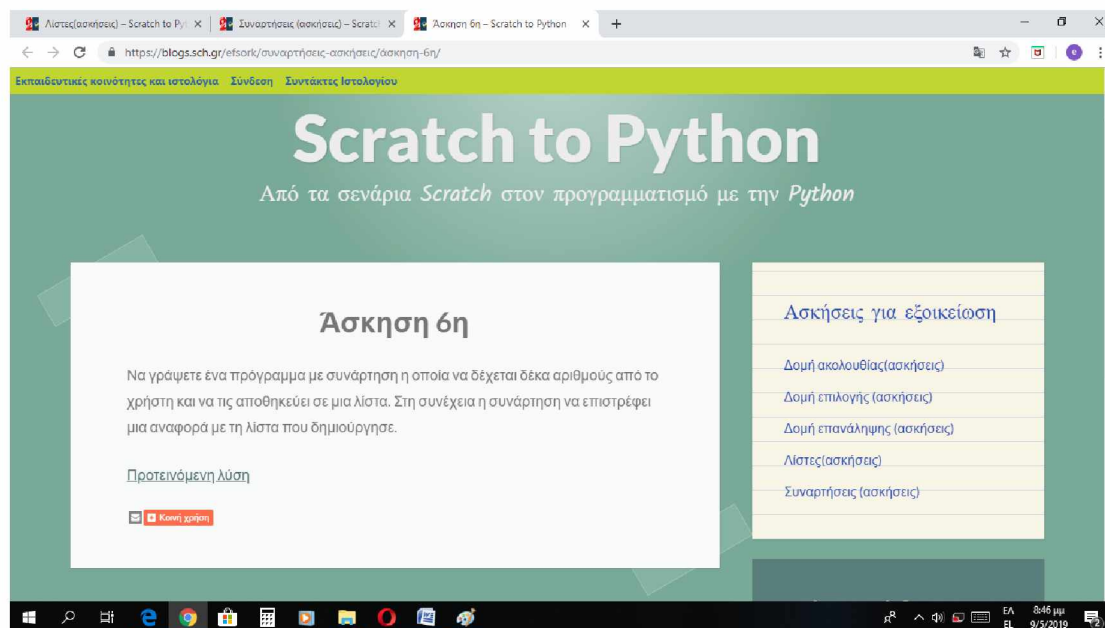 Λίστες(ασκήσεις) – Scratch to Py
Συναρτήσεις (ασκήσεις) – Scratc
Άσκηση 6η – Scratch to Python
https://blogs.sch.gr/efsork/συναρτήσεις-ασκήσεις/άσκηση-6η/
Εκπαιδευτικές κοινότητες και ιστολόγια Σύνδεση Συντάκτες Ιστολογίου
Scratch to Python
Από τα σενάρια Scratch στον προγραμματισμό με την Python
Άσκηση 6η
Να γράψετε ένα πρόγραμμα με συνάρτηση η οποία να δέχεται δέκα αριθμούς από το
χρήστη και να τις αποθηκεύει σε μια λίστα. Στη συνέχεια η συνάρτηση να επιστρέφει
μια αναφορά με τη λίστα που δημιούργησε.
Προτεινόμενη λύση
Κοινή χρήση
Ασκήσεις για εξοικείωση
Δομή ακολουθίας(ασκήσεις)
Δομή επιλογής (ασκήσεις)
Δομή επανάληψης (ασκήσεις)
Λίστες(ασκήσεις)
Συναρτήσεις (ασκήσεις)
ΕΛ 8:46 μμ
EL 9/5/2019